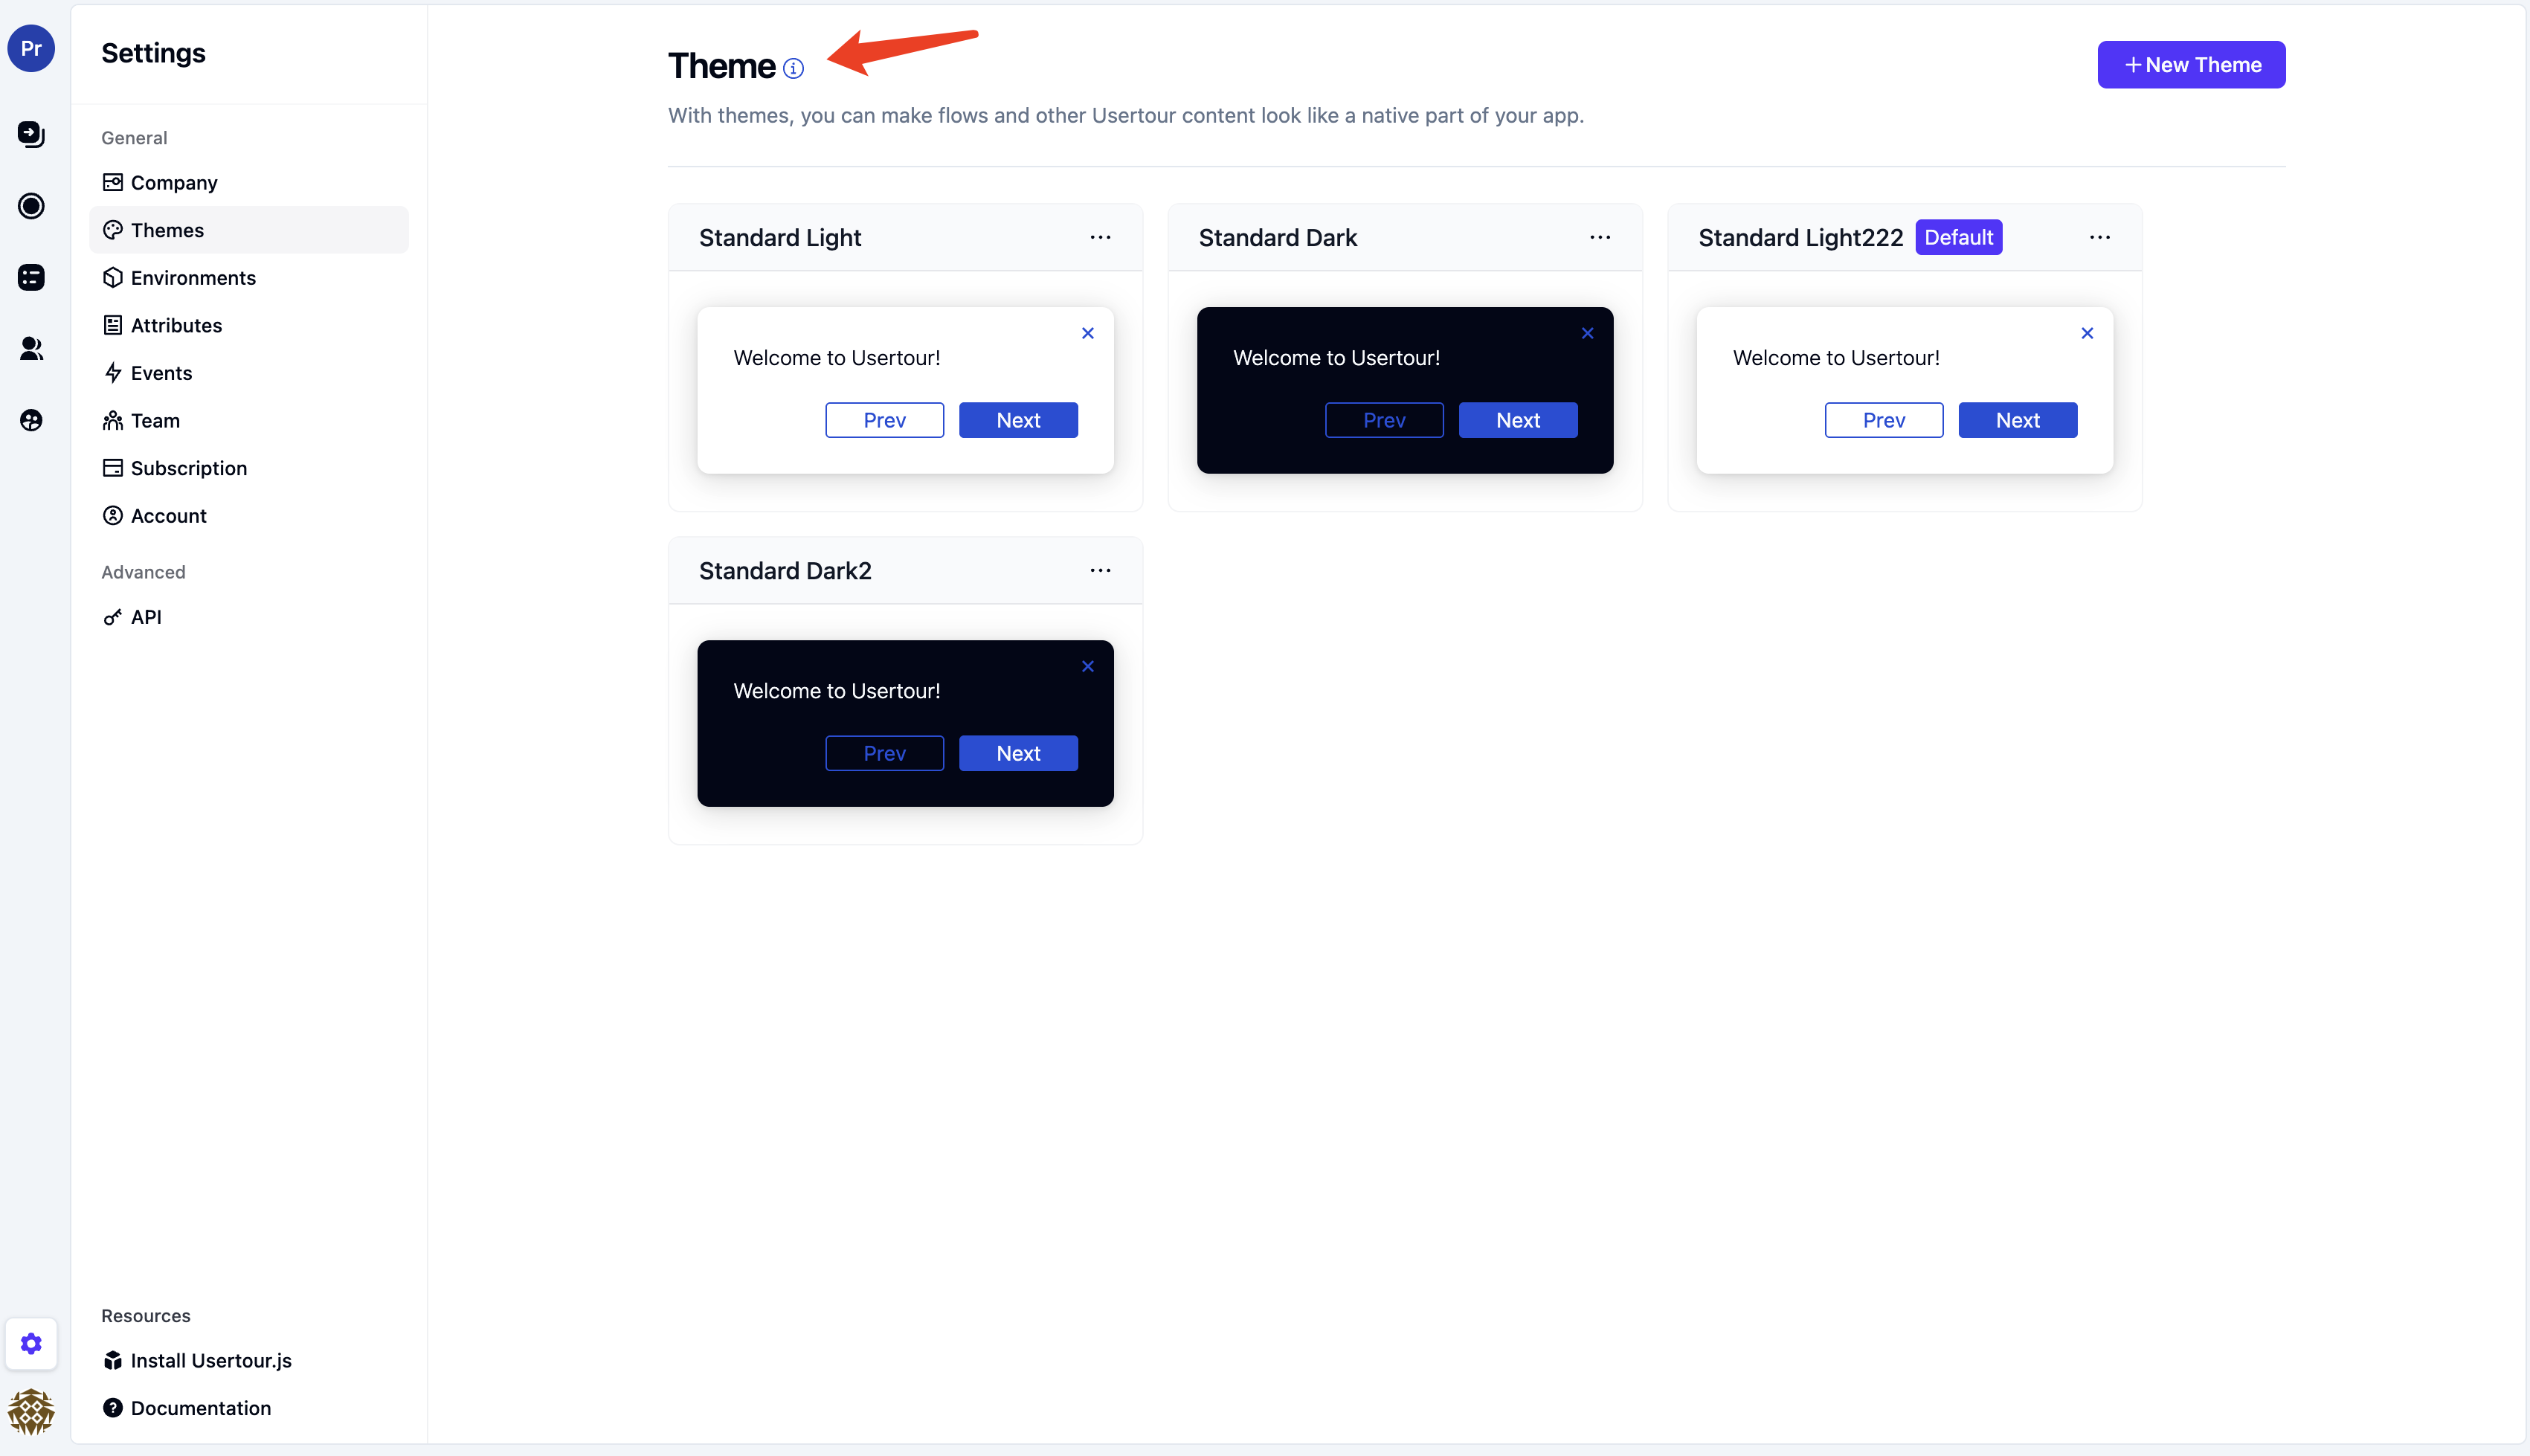 Pr
Settings
General
Company
Themes
Environments
Attributes
Events
Team
Subscription
Account
Advanced
API
Resources
Install Usertour.js
Documentation
Theme
New Theme
With themes, you can make flows and other Usertour content look like a native part of your app.
Standard Light
Welcome to Usertour!
Prev Next
Standard Dark
Welcome to Usertour!
Prev Next
Standard Light222 Default
Welcome to Usertour!
Prev Next
Standard Dark2
Welcome to Usertour!
Prev Next